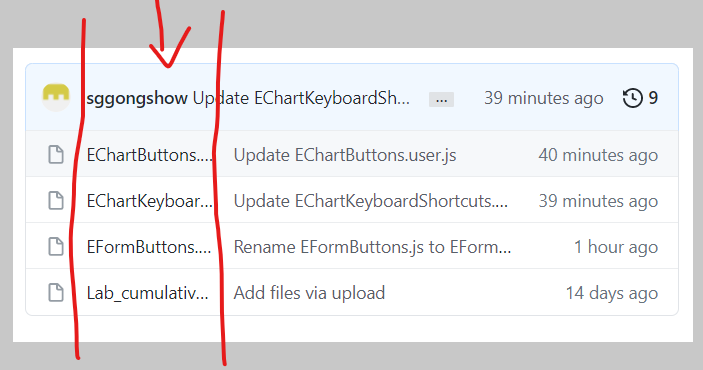 sggongshow Update EChartKeyboardSh... ... 39 minutes ago 9
EChartButtons.... Update EChartButtons.user.js 40 minutes ago
EChartKeyboar... Update EChartKeyboardShortcuts.... 39 minutes ago
EFormButtons.... Rename EFormButtons.js to EForm... 1 hour ago
Lab_cumulativ... Add files via upload 14 days ago